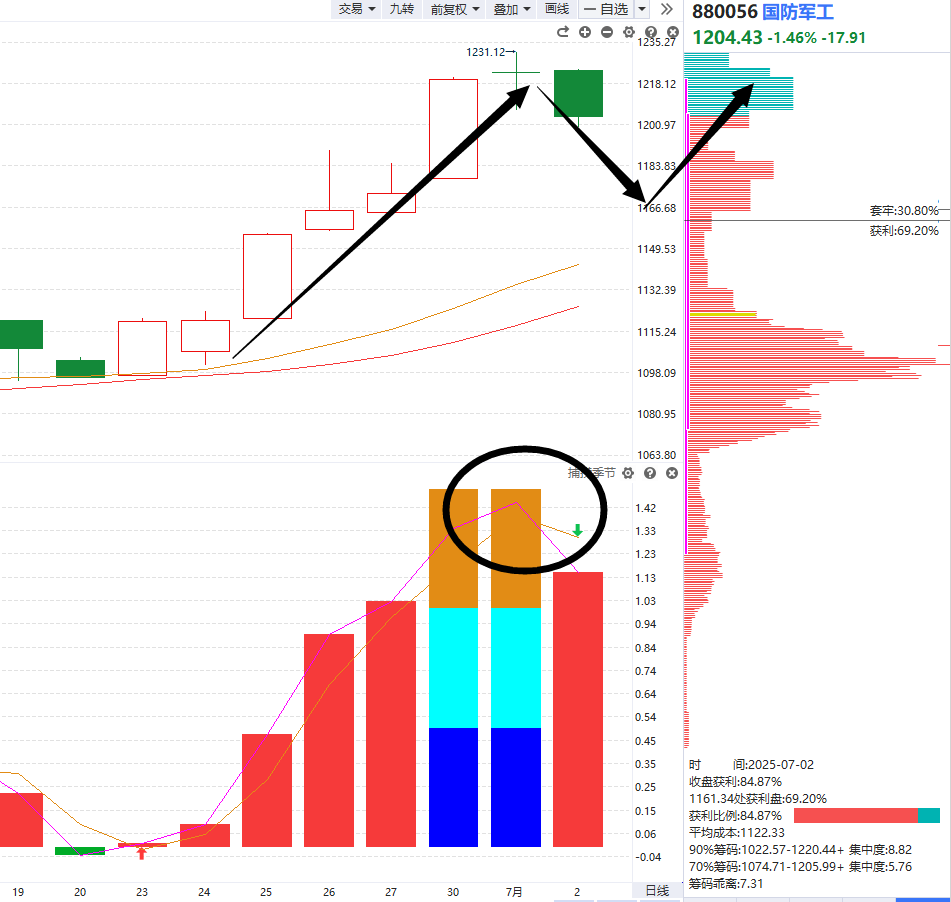 交易 九转 前复权 叠加 画线 一 自选
880056 国防军工
1204.43 -1.46% -17.91
1235.27
1231.12
1218.12
1200.97
1183.83
1166.68
套牢:30.80%
获利:69.20%
1149.53
1132.39
1115.24
1098.09
1080.95
1063.80
季节
1.42
1.33
1.23
1.13
1.03
0.94
0.84
0.74
0.64
0.54
0.45
0.35
0.25
0.15
0.06
-0.04
时 间:2025-07-02
收盘获利:84.87%
1161.34处获利盘:69.20%
获利比例:84.87%
平均成本:1122.33
90%筹码:1022.57-1220.44+ 集中度:8.82
70%筹码:1074.71-1205.99+ 集中度:5.76
筹码乖离:7.31
19 20 23 24 25 26 27 30 7月 2 日线